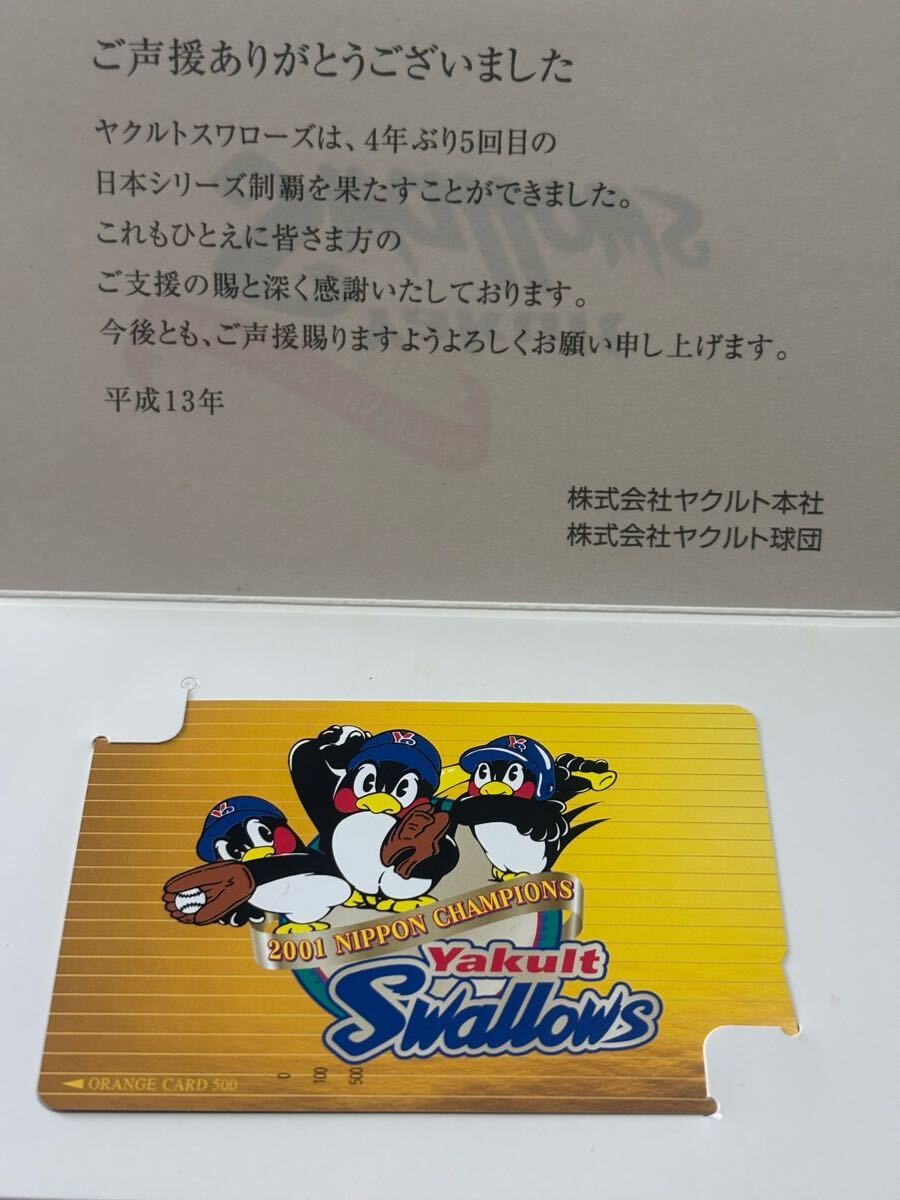 ご声援ありがとうございました
ヤクルトスワローズは、4年ぶり5回目の
日本シリーズ制覇を果たすことができました。
これもひとえに皆さま方の
ご支援の賜と深く感謝いたしております。
今後とも、ご声援賜りますようよろしくお願い申し上げます。
平成13年
株式会社ヤクルト本社
株式会社ヤクルト球団
2001 NIPPON CHAMPIONS
Yakult
Swallows
◀ ORANGE CARD 500
0 100 500